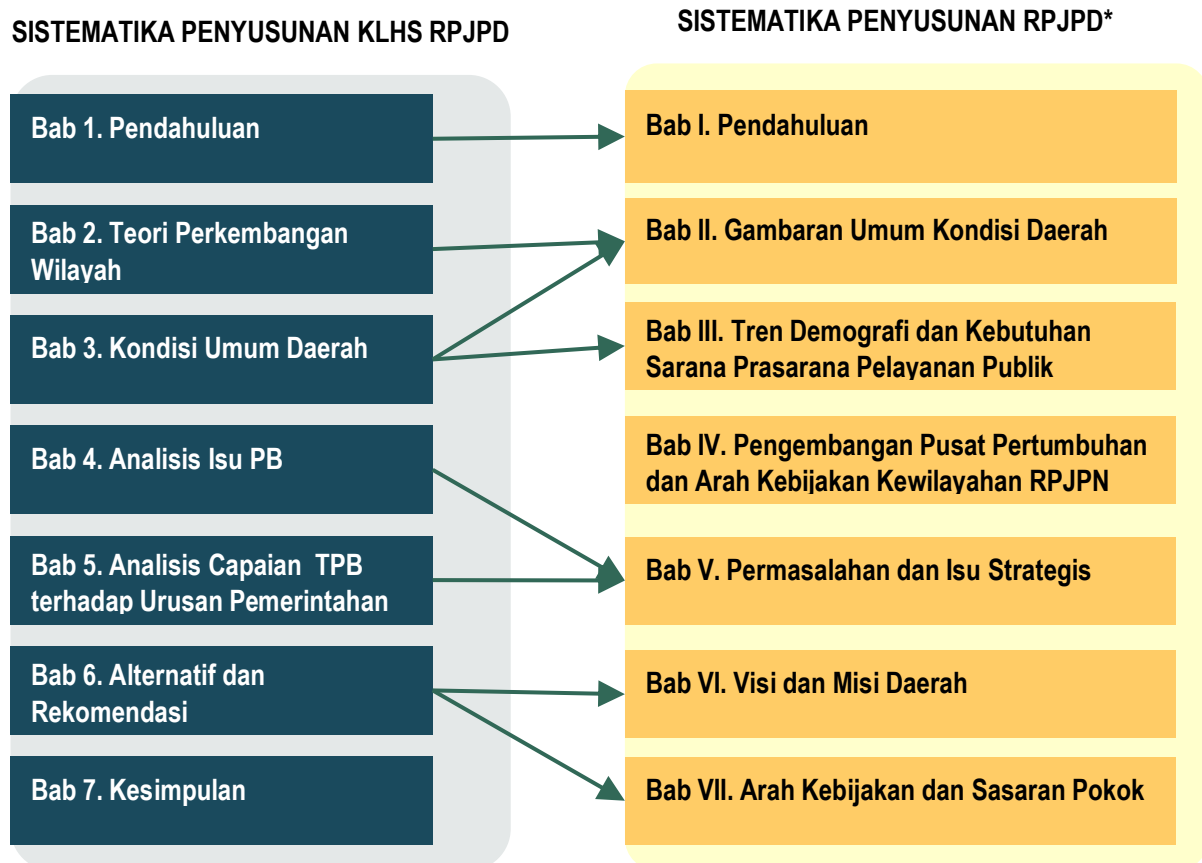 SISTEMATIKA PENYUSUNAN KLHS RPJPD
Bab 1. Pendahuluan
Bab 2. Teori Perkembangan
Wilayah
Bab 3. Kondisi Umum Daerah
Bab 4. Analisis Isu PB
Bab 5. Analisis Capaian TPB
terhadap Urusan Pemerintahan
Bab 6. Alternatif dan
Rekomendasi
Bab 7. Kesimpulan
SISTEMATIKA PENYUSUNAN RPJPD*
Bab I. Pendahuluan
Bab II. Gambaran Umum Kondisi Daerah
Bab III. Tren Demografi dan Kebutuhan
Sarana Prasarana Pelayanan Publik
Bab IV. Pengembangan Pusat Pertumbuhan
dan Arah Kebijakan Kewilayahan RPJPN
Bab V. Permasalahan dan Isu Strategis
Bab VI. Visi dan Misi Daerah
Bab VII. Arah Kebijakan dan Sasaran Pokok